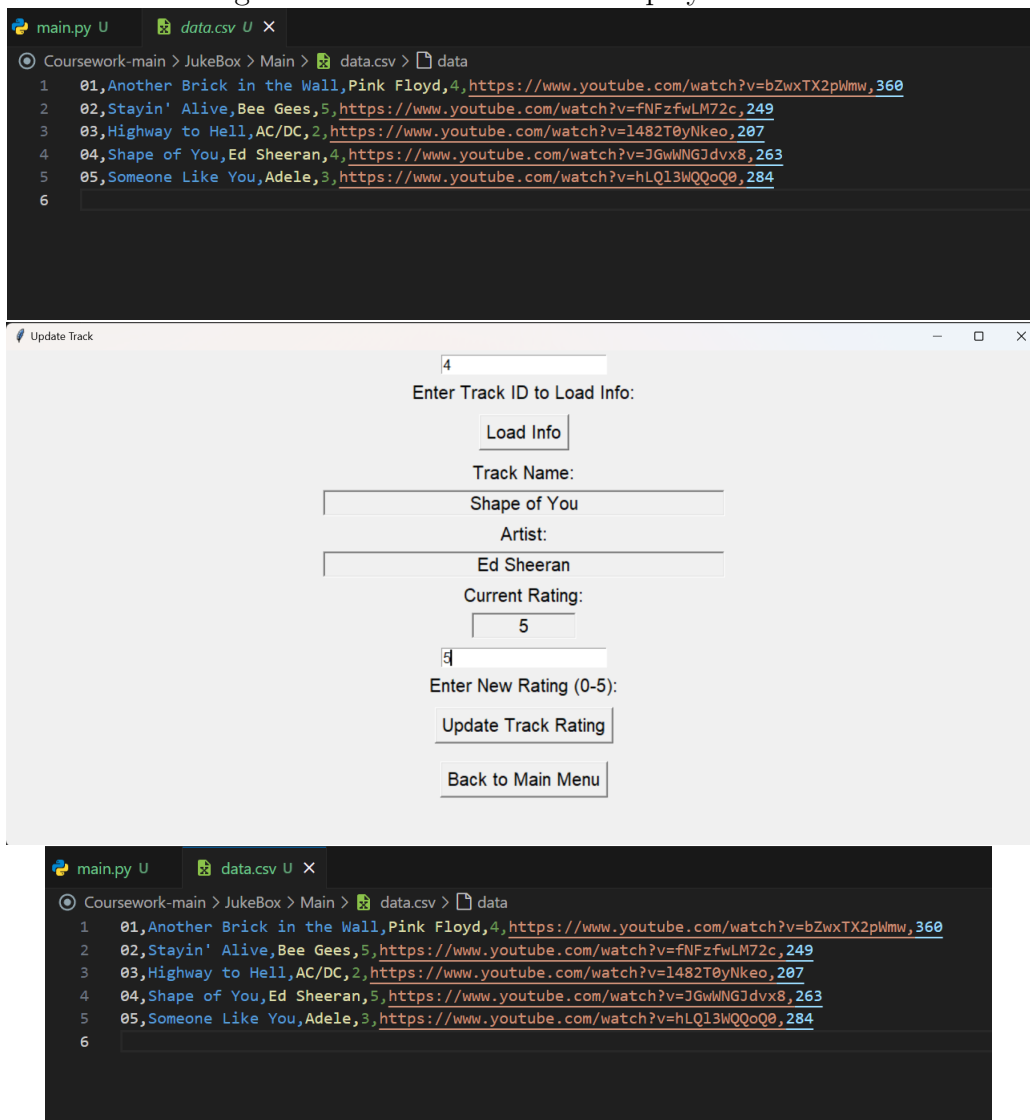 main.py U data.csv U
Coursework-main > JukeBox > Main > data.csv > data
1 01,Another Brick in the Wall,Pink Floyd,4,https://www.youtube.com/watch?v=bZwxTX2pWmw,360
2 02,Stayin' Alive,Bee Gees,5,https://www.youtube.com/watch?v=fNFzfwLM72c,249
3 03,Highway to Hell,AC/DC,2,https://www.youtube.com/watch?v=l482T0yNkeo,207
4 04,Shape of You,Ed Sheeran,4,https://www.youtube.com/watch?v=JGwWNGJdvx8,263
5 05,Someone Like You,Adele,3,https://www.youtube.com/watch?v=hLQl3WQQoQ0,284
6
Update Track
4
Enter Track ID to Load Info:
Load Info
Track Name:
Shape of You
Artist:
Ed Sheeran
Current Rating:
5
5
Enter New Rating (0-5):
Update Track Rating
Back to Main Menu
main.py U data.csv U
Coursework-main > JukeBox > Main > data.csv > data
1 01,Another Brick in the Wall,Pink Floyd,4,https://www.youtube.com/watch?v=bZwxTX2pWmw,360
2 02,Stayin' Alive,Bee Gees,5,https://www.youtube.com/watch?v=fNFzfwLM72c,249
3 03,Highway to Hell,AC/DC,2,https://www.youtube.com/watch?v=l482T0yNkeo,207
4 04,Shape of You,Ed Sheeran,5,https://www.youtube.com/watch?v=JGwWNGJdvx8,263
5 05,Someone Like You,Adele,3,https://www.youtube.com/watch?v=hLQl3WQQoQ0,284
6